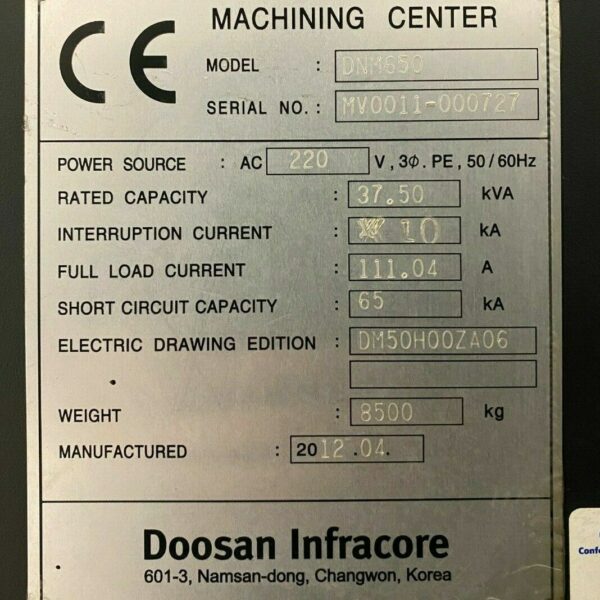 CE
MACHINING CENTER
MODEL : DNM650
SERIAL NO. : MV0011-000727
POWER SOURCE : AC 220 V, 3Φ. PE, 50/60Hz
RATED CAPACITY : 37.50 kVA
INTERRUPTION CURRENT : 10 kA
FULL LOAD CURRENT : 111.04 A
SHORT CIRCUIT CAPACITY : 65 kA
ELECTRIC DRAWING EDITION : DM50H00ZA06
WEIGHT : 8500 kg
MANUFACTURED : 2012.04.
Doosan Infracore
601-3, Namsan-dong, Changwon, Korea